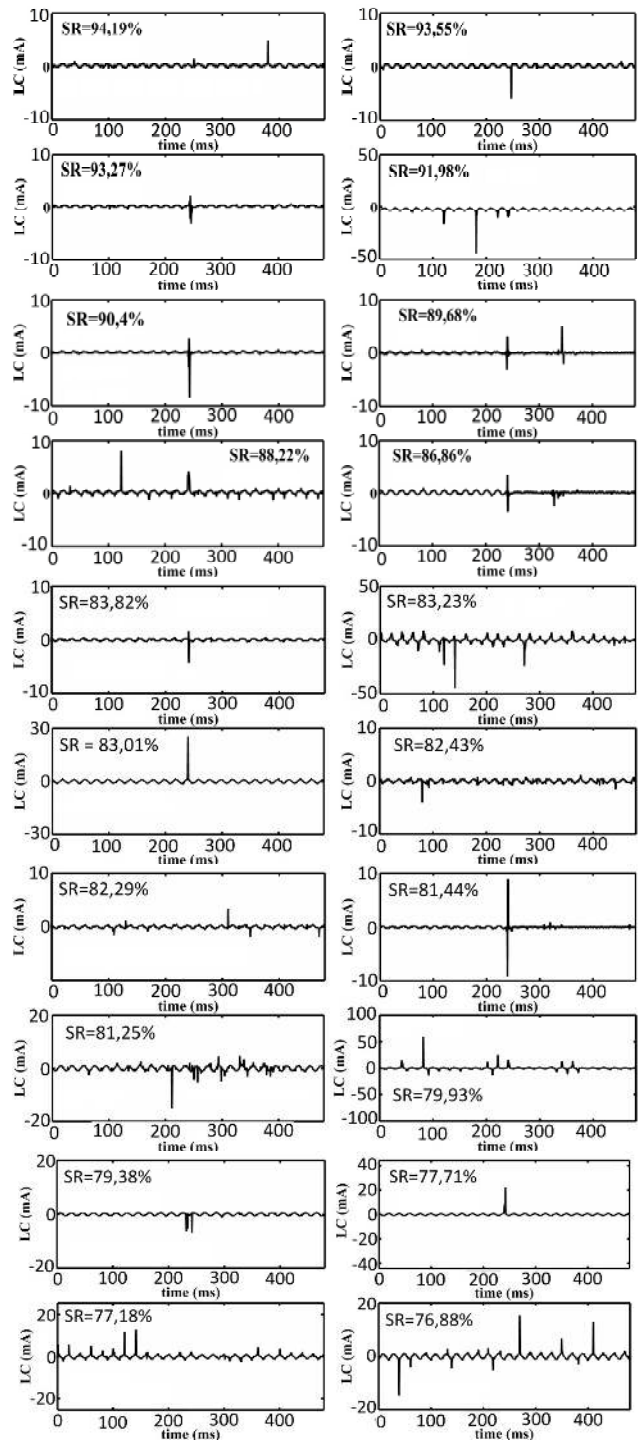 10
SR=94,19%
LC (mA)
0
-10
0 100 200 300 400
time (ms)
10
SR=93,55%
LC (mA)
0
-10
0 100 200 300 400
time (ms)
10
SR=93,27%
LC (mA)
0
-10
0 100 200 300 400
time (ms)
50
SR=91,98%
LC (mA)
0
-50
0 100 200 300 400
time (ms)
10
SR=90,4%
LC (mA)
0
-10
0 100 200 300 400
time (ms)
10
SR=89,68%
LC (mA)
0
-10
0 100 200 300 400
time (ms)
10
SR=88,22%
LC (mA)
0
-10
0 100 200 300 400
time (ms)
10
SR=86,86%
LC (mA)
0
-10
0 100 200 300 400
time (ms)
10
SR=83,82%
LC (mA)
0
-10
0 100 200 300 400
time (ms)
50
SR=83,23%
LC (mA)
0
-50
0 100 200 300 400
time (ms)
30
SR = 83,01%
LC (mA)
0
-30
0 100 200 300 400
time (ms)
10
SR=82,43%
LC (mA)
0
-10
0 100 200 300 400
time (ms)
10
SR=82,29%
LC (mA)
0
0 100 200 300 400
time (ms)
10
SR=81,44%
LC (mA)
0
-10
0 100 200 300 400
time (ms)
20
SR=81,25%
LC (mA)
0
-20
0 100 200 300 400
time (ms)
100
50
LC (mA)
0
SR=79,93%
-50
-100
0 100 200 300 400
time (ms)
20
SR=79,38%
LC (mA)
0
-20
0 100 200 300 400
time (ms)
40
SR=77,71%
20
LC (mA)
0
-20
-40
0 100 200 300 400
time (ms)
20
SR=77,18%
LC (mA)
0
-20
0 100 200 300 400
time (ms)
20
SR=76,88%
LC (mA)
0
-20
0 100 200 300 400
time (ms)